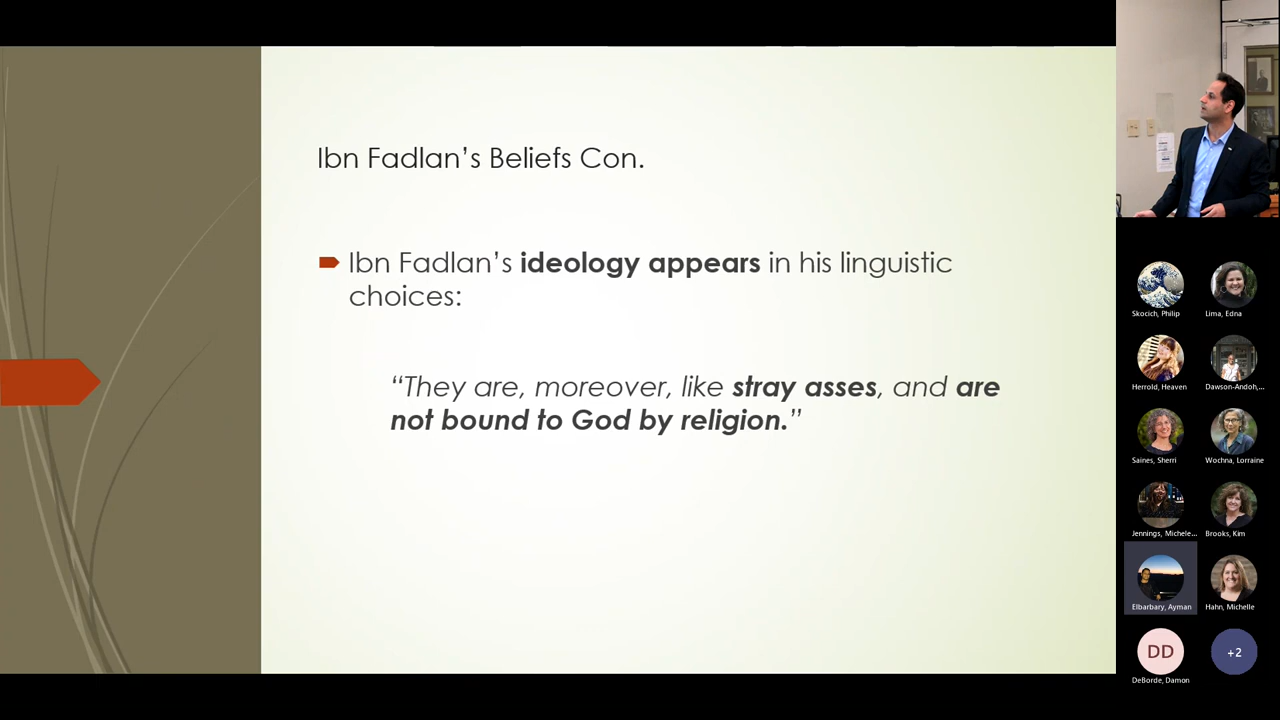 Ibn Fadlan’s Beliefs Con.
Ibn Fadlan’s ideology appears in his linguistic
choices:
“They are, moreover, like stray asses, and are
not bound to God by religion.”
Skocich, Philip
Lima, Edna
Herrold, Heaven
Dawson-Andoh,...
Saines, Sherri
Wochna, Lorraine
Jennings, Michele...
Brooks, Kim
Elbarbary, Ayman
Hahn, Michelle
DD
+2
DeBorde, Damon